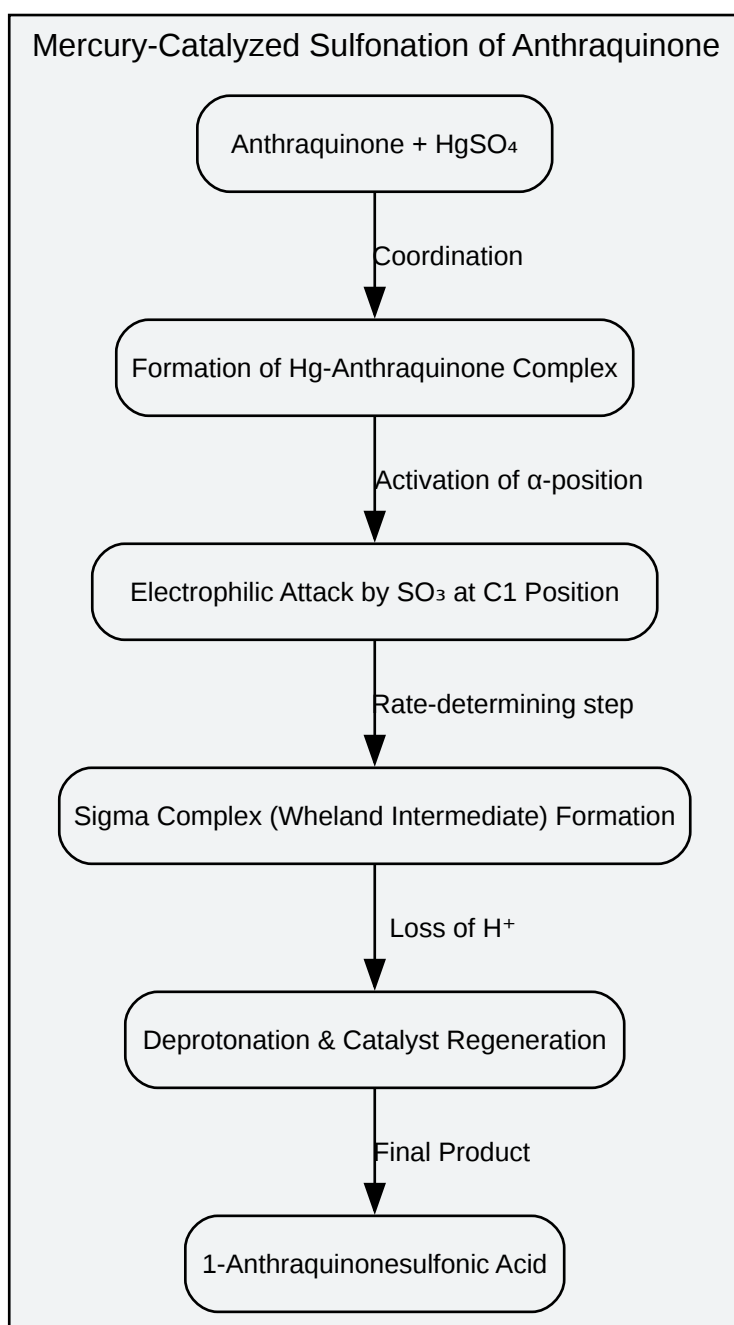 Mercury-Catalyzed Sulfonation of Anthraquinone
Anthraquinone + HgSO₄
Coordination
Formation of Hg-Anthraquinone Complex
Activation of α-position
Electrophilic Attack by SO₃ at C1 Position
Rate-determining step
Sigma Complex (Wheland Intermediate) Formation
Loss of H⁺
Deprotonation & Catalyst Regeneration
Final Product
1-Anthraquinonesulfonic Acid